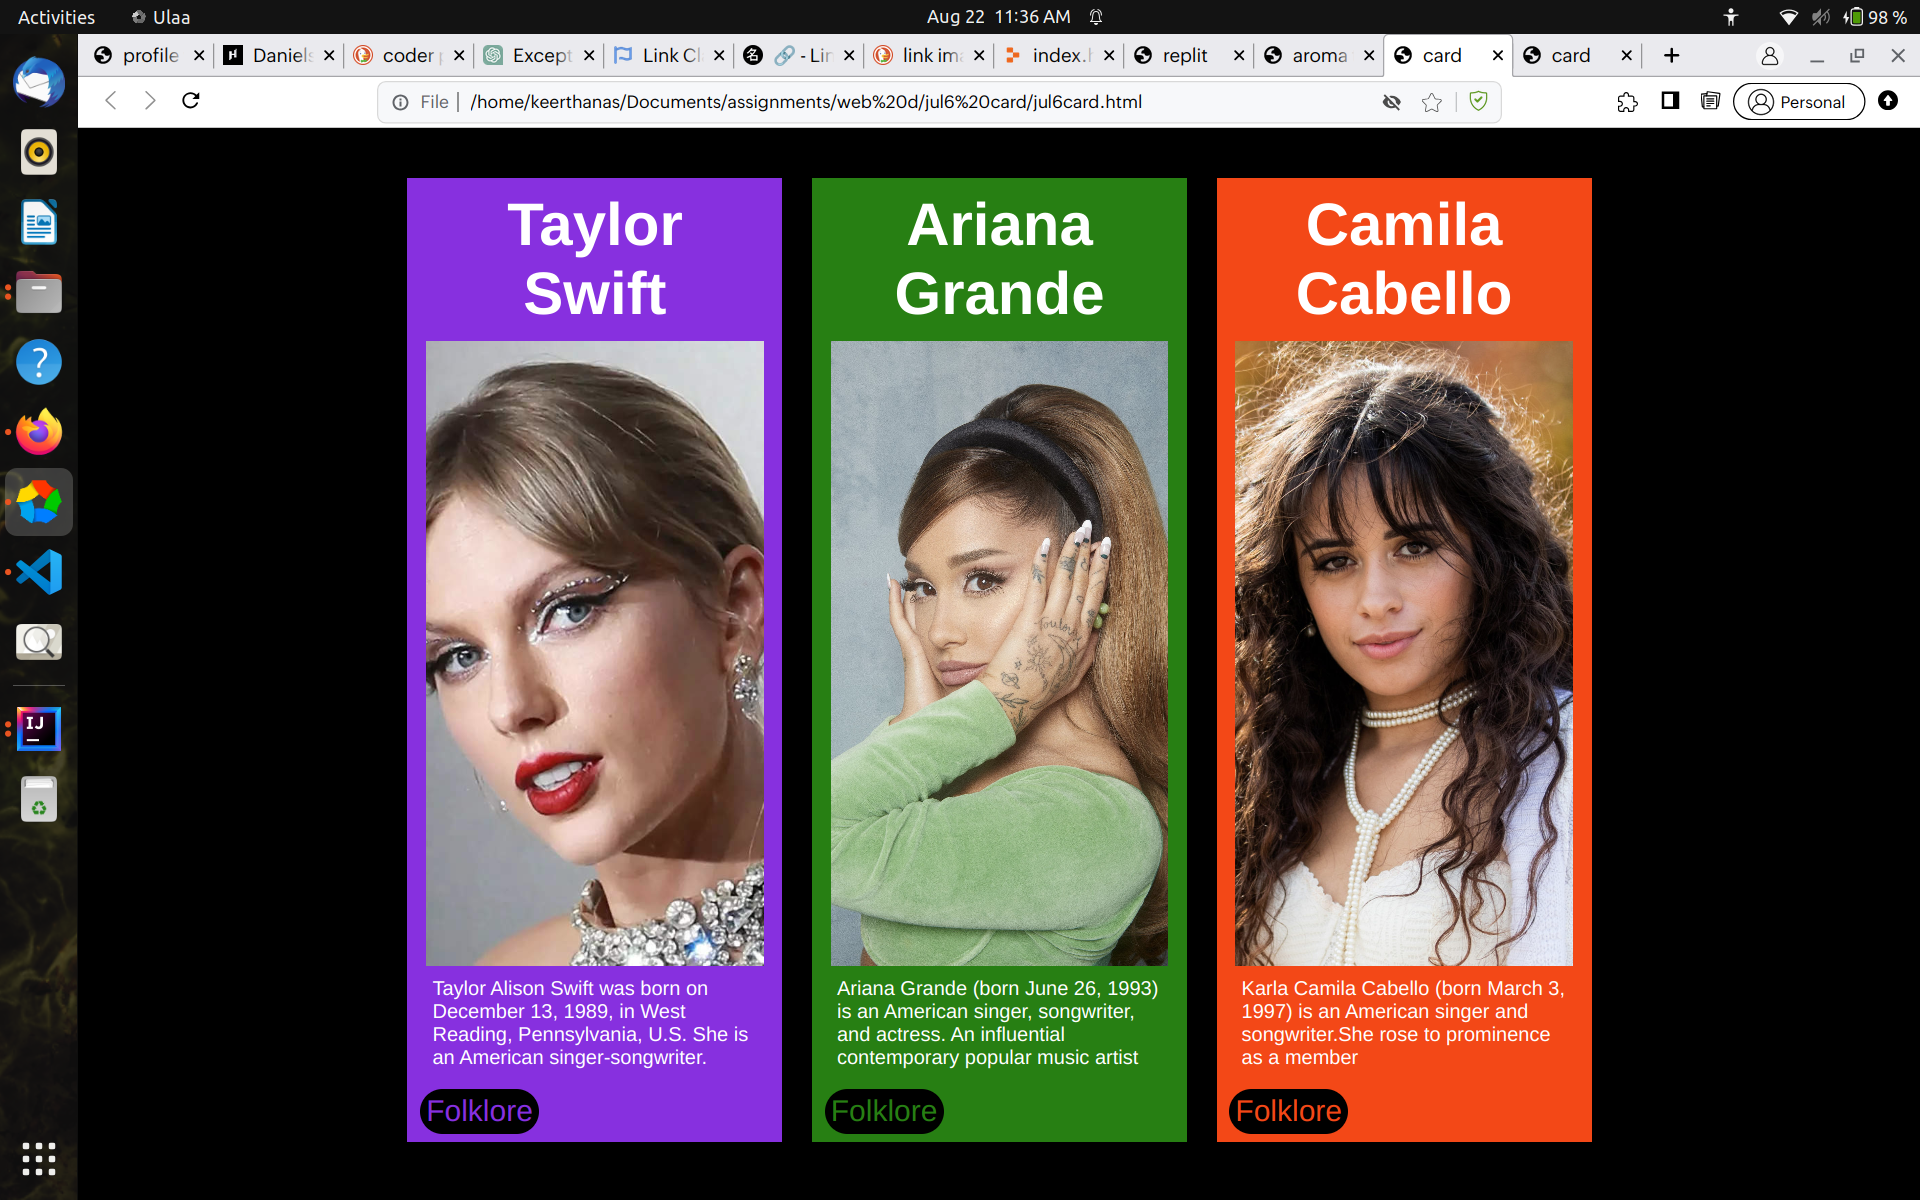 Activities Ulaa Aug 22 11:36 AM 98 %
profile Daniels coder Except Link Cl - Lin link im index.h replit aroma card card
File /home/keerthanas/Documents/assignments/web%20d/jul6%20card/jul6card.html Personal
Taylor
Swift
Taylor Alison Swift was born on
December 13, 1989, in West
Reading, Pennsylvania, U.S. She is
an American singer-songwriter.
Folklore
Ariana
Grande
Ariana Grande (born June 26, 1993)
is an American singer, songwriter,
and actress. An influential
contemporary popular music artist
Folklore
Camila
Cabello
Karla Camila Cabello (born March 3,
1997) is an American singer and
songwriter.She rose to prominence
as a member
Folklore
IJ